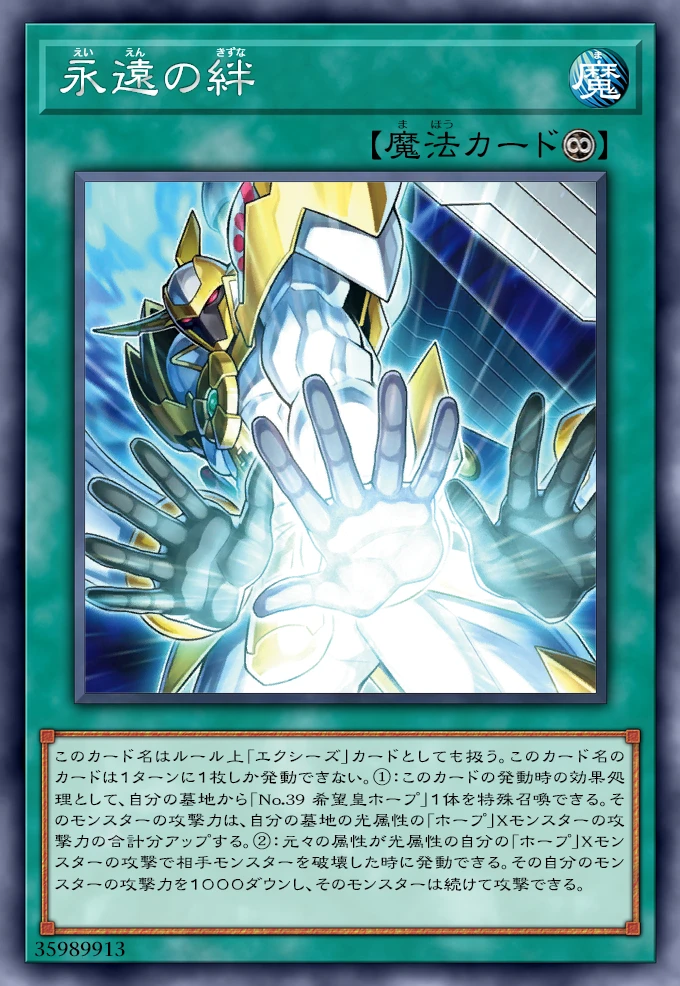 えい えん きずな
永遠の絆
ま
魔
ま ほう
【魔法カード♾】
このカード名はルール上「エクシーズ」カードとしても扱う。このカード名の
カードは１ターンに１枚しか発動できない。①：このカードの発動時の効果処
理として、自分の墓地から「No.39 希望皇ホープ」１体を特殊召喚できる。そ
のモンスターの攻撃力は、自分の墓地の光属性の「ホープ」Xモンスターの攻
撃力の合計分アップする。②：元々の属性が光属性の自分の「ホープ」Xモン
スターの攻撃で相手モンスターを破壊した時に発動できる。その自分のモン
スターの攻撃力を１０００ダウンし、そのモンスターは続けて攻撃できる。
35989913